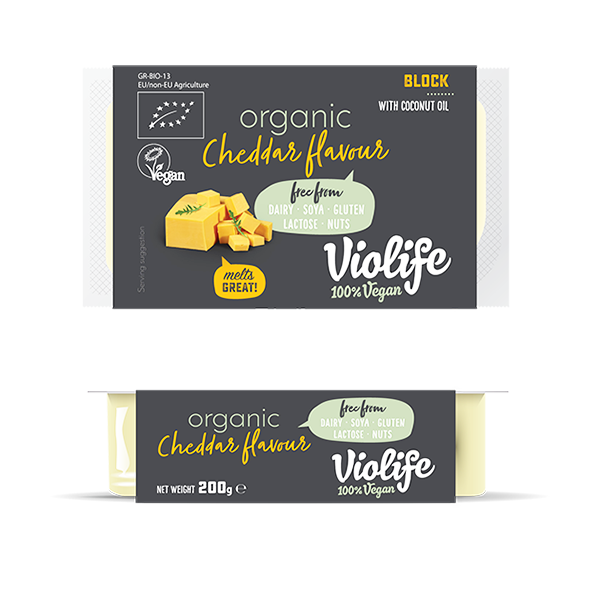 GR-BIO-13
EU/non-EU Agriculture
BLOCK
WITH COCONUT OIL
organic
Cheddar flavour
Vegan
free from
DAIRY · SOYA · GLUTEN
LACTOSE · NUTS
Serving suggestion
melts
GREAT!
Violife
100% Vegan
organic
Cheddar flavour
free from
DAIRY · SOYA · GLUTEN
LACTOSE · NUTS
Violife
100% Vegan
NET WEIGHT 200g ℮